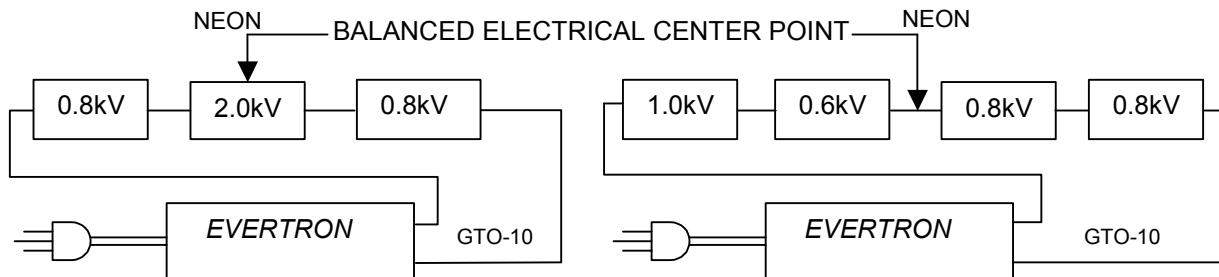 NEON BALANCED ELECTRICAL CENTER POINT NEON
0.8kV 2.0kV 0.8kV 1.0kV 0.6kV 0.8kV 0.8kV
EVERTRON GTO-10 EVERTRON GTO-10